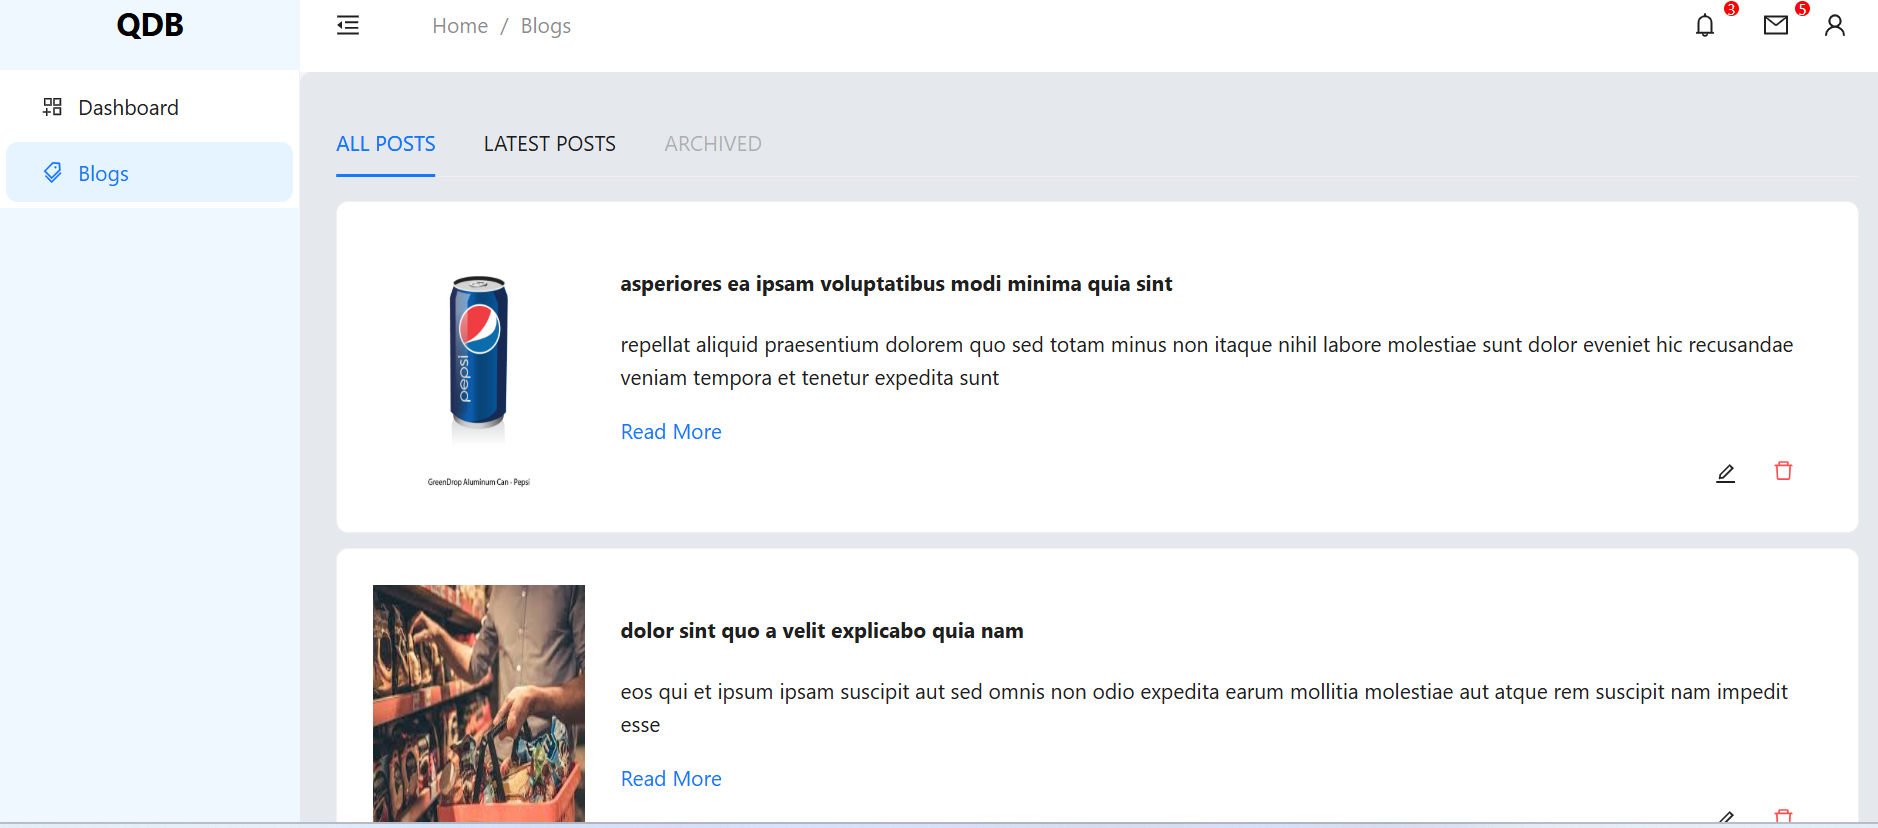 QDB
Home / Blogs
3
5
Dashboard
Blogs
ALL POSTS
LATEST POSTS
ARCHIVED
pepsi
GreenDrop Aluminum Can - Pepsi
asperiores ea ipsam voluptatibus modi minima quia sint
repellat aliquid praesentium dolorem quo sed totam minus non itaque nihil labore molestiae sunt dolor eveniet hic recusandae
veniam tempora et tenetur expedita sunt
Read More
dolor sint quo a velit explicabo quia nam
eos qui et ipsum ipsam suscipit aut sed omnis non odio expedita earum mollitia molestiae aut atque rem suscipit nam impedit
esse
Read More